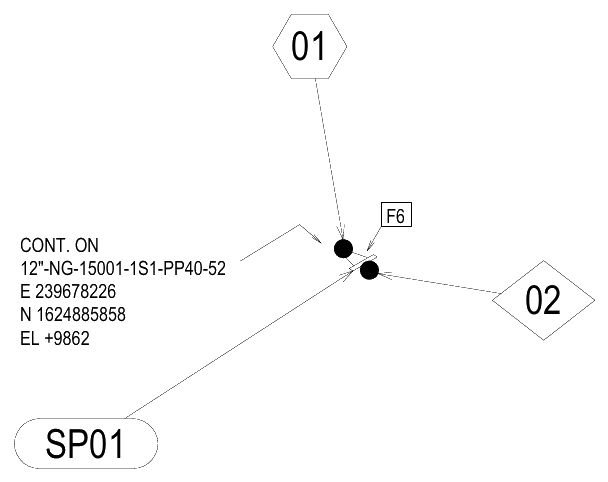 01
F6
CONT. ON
12"-NG-15001-1S1-PP40-52
E 239678226
N 1624885858
EL +9862
02
SP01